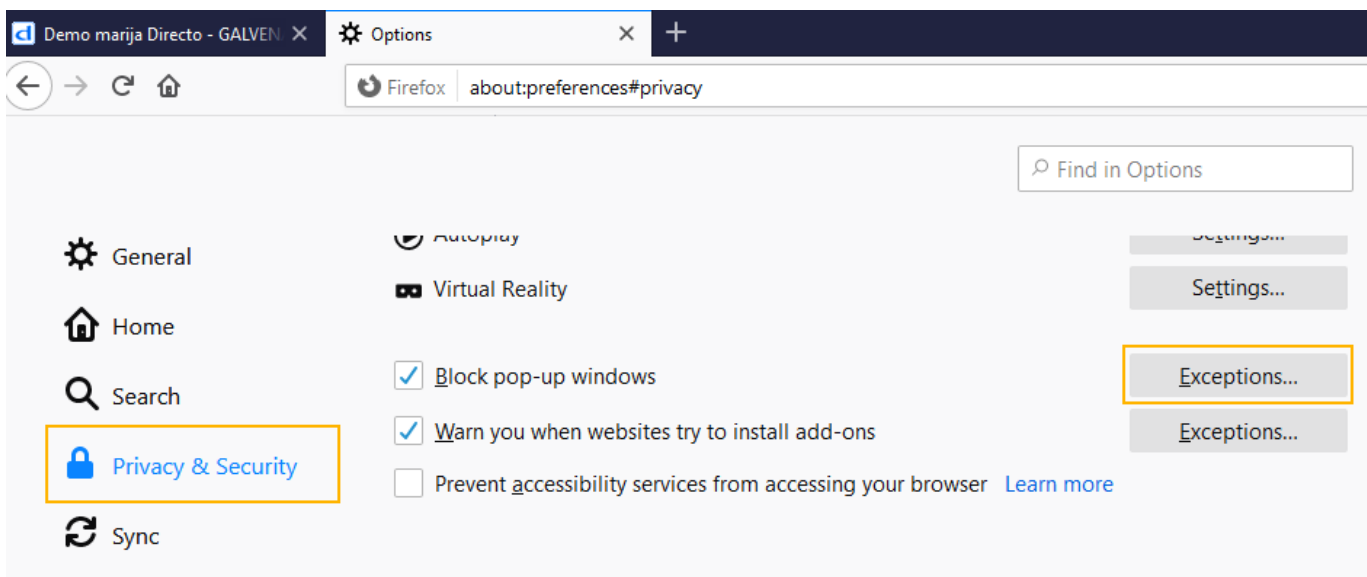 Demo marija Directo - GALVEN
Options
Firefox about:preferences#privacy
Find in Options
General
Home
Search
Privacy & Security
Sync
Autoplay Settings...
Virtual Reality Settings...
Block pop-up windows Exceptions...
Warn you when websites try to install add-ons Exceptions...
Prevent accessibility services from accessing your browser Learn more